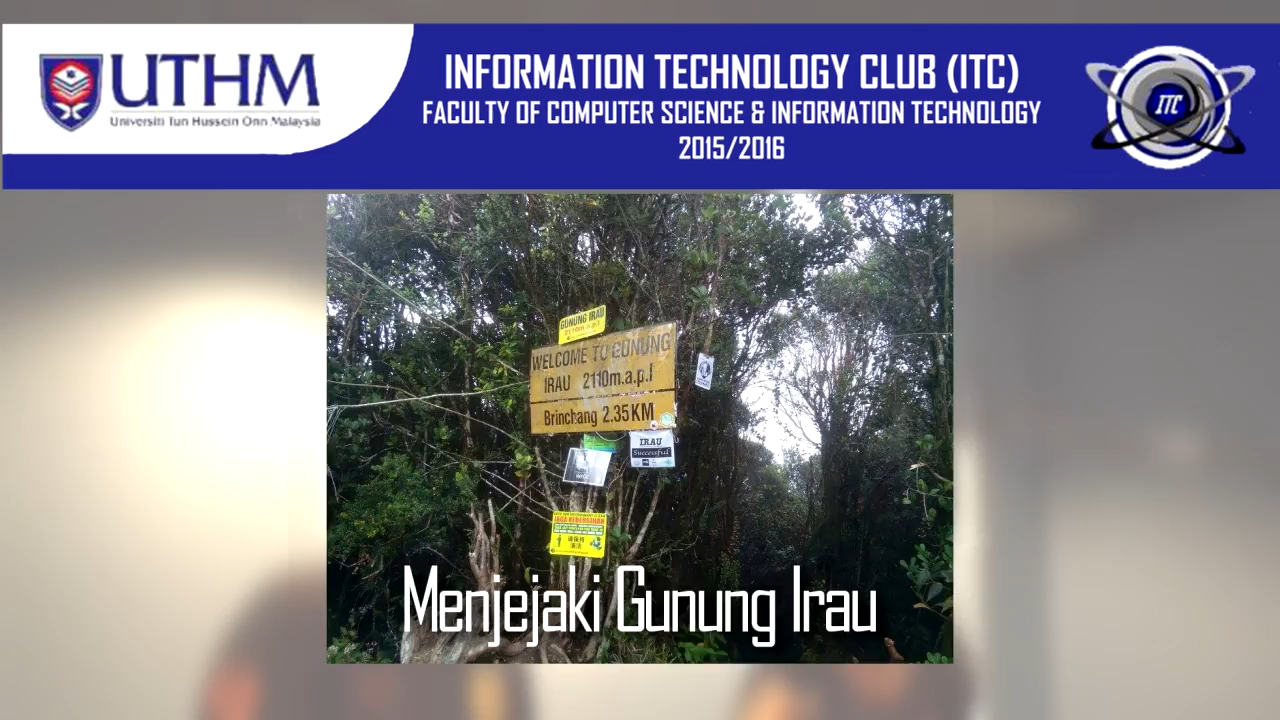 UTHM
Universiti Tun Hussein Onn Malaysia
INFORMATION TECHNOLOGY CLUB (ITC)
FACULTY OF COMPUTER SCIENCE & INFORMATION TECHNOLOGY
2015/2016
ITC
GUNUNG IRAU
WELCOME TO GUNUNG
IRAU 2110m.a.p.l
Brinchang 2.35KM
IRAU
Successful
JAGA KEBERSIHAN
Menjejaki Gunung Irau